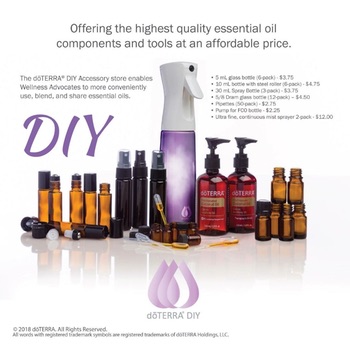 Offering the highest quality essential oil
components and tools at an affordable price.
The dōTERRA® DIY Accessory store enables
Wellness Advocates to more conveniently
use, blend, and share essential oils.
• 5 mL glass bottle (6-pack) - $3.75
• 10 mL bottle with steel roller (6-pack) - $4.75
• 30 mL Spray Bottle (3-pack) - $3.75
• 5/8 Dram glass bottle (12-pack) – $4.50
• Pipettes (50-pack) - $2.75
• Pump for FCO bottle - $2.25
• Ultra fine, continuous mist sprayer 2-pack - $12.00
DIY
dōTERRA
dōTERRA
dōTERRA® DIY
© 2018 dōTERRA. All Rights Reserved.
All words with registered trademark symbols are registered trademarks of dōTERRA Holdings, LLC.